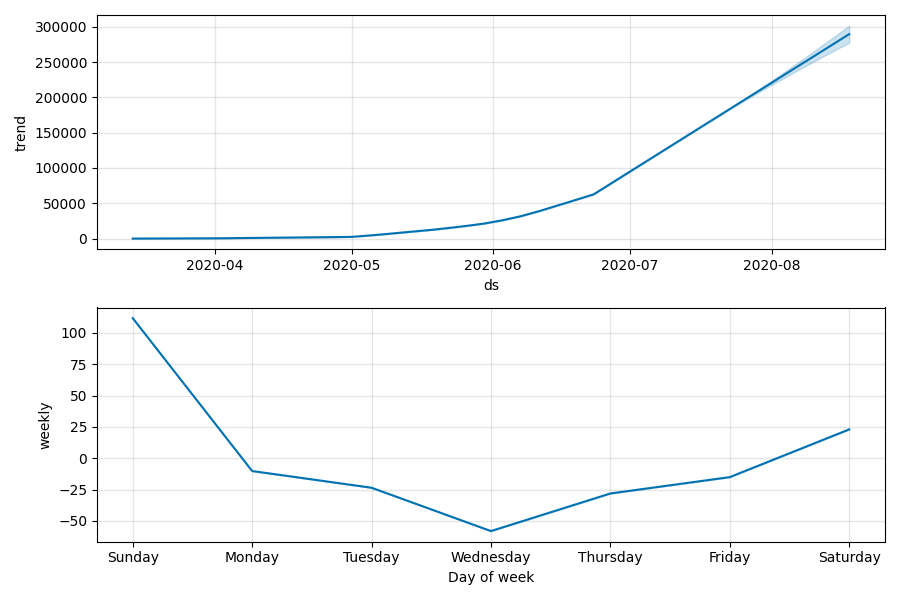 300000
250000
200000
150000
100000
50000
0
trend
2020-04 2020-05 2020-06 2020-07 2020-08
ds
100
75
50
25
0
−25
−50
weekly
Sunday Monday Tuesday Wednesday Thursday Friday Saturday
Day of week